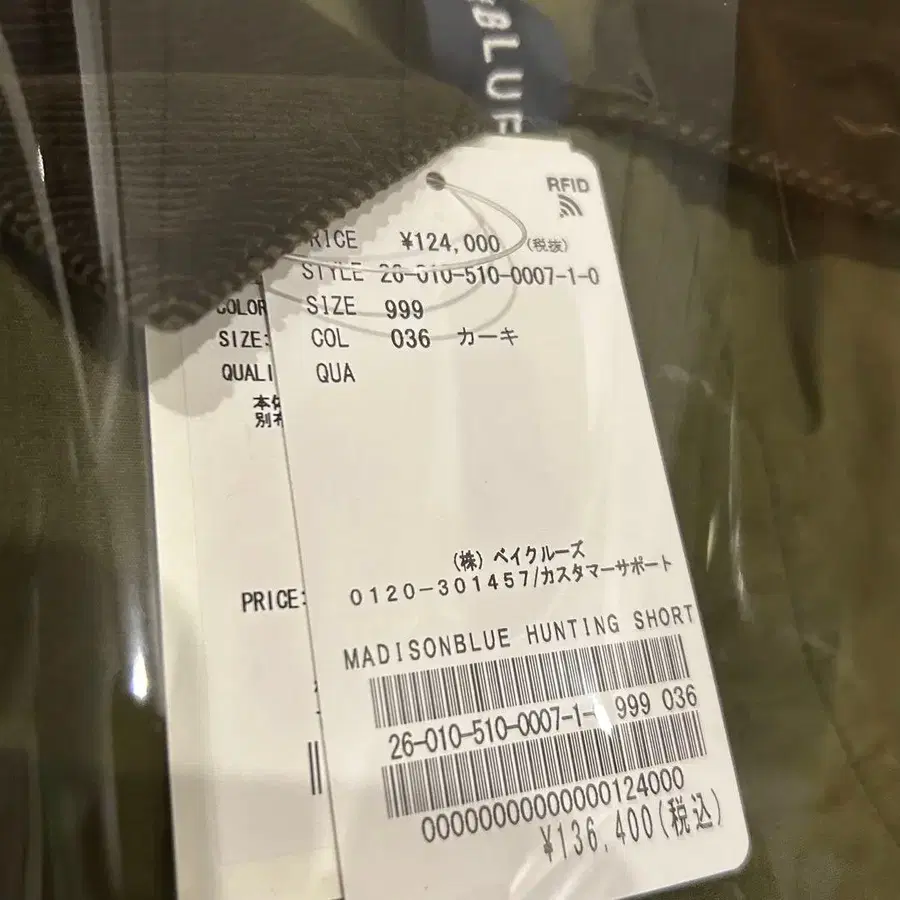 BLUE
RFID
PRICE ¥124,000 (税抜)
STYLE 26-010-510-0007-1-0
SIZE 999
COL 036 カーキ
QUA
(株) ベイクルーズ
0120-301457/カスタマーサポート
MADISONBLUE HUNTING SHORT
26-010-510-0007-1- 999 036
00000000000000124000
¥136,400(税込)
COLOR
SIZE:
QUALI
本体
別布
PRICE: